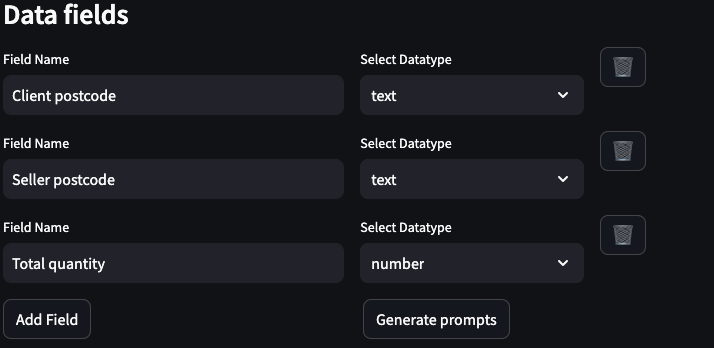 Data fields
Field Name Select Datatype
Client postcode text
Field Name Select Datatype
Seller postcode text
Field Name Select Datatype
Total quantity number
Add Field Generate prompts